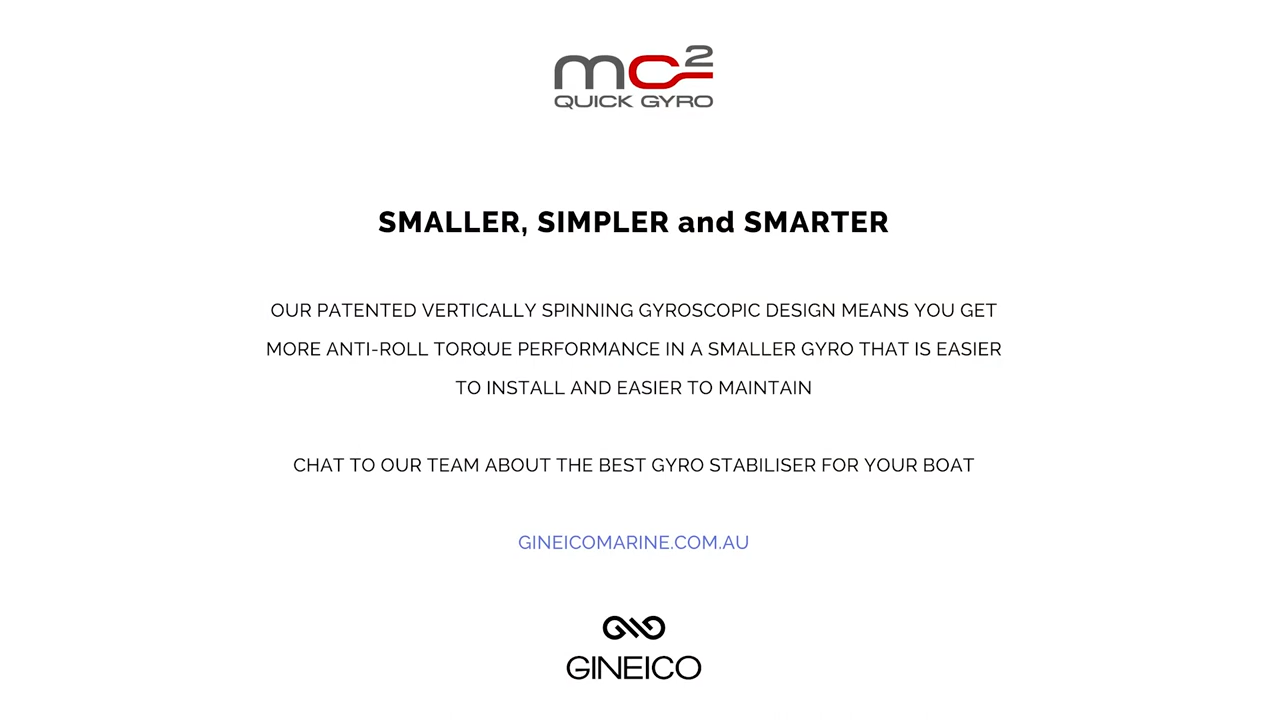 mc²
QUICK GYRO
SMALLER, SIMPLER and SMARTER
OUR PATENTED VERTICALLY SPINNING GYROSCOPIC DESIGN MEANS YOU GET
MORE ANTI-ROLL TORQUE PERFORMANCE IN A SMALLER GYRO THAT IS EASIER
TO INSTALL AND EASIER TO MAINTAIN
CHAT TO OUR TEAM ABOUT THE BEST GYRO STABILISER FOR YOUR BOAT
GINEICOMARINE.COM.AU
GINEICO